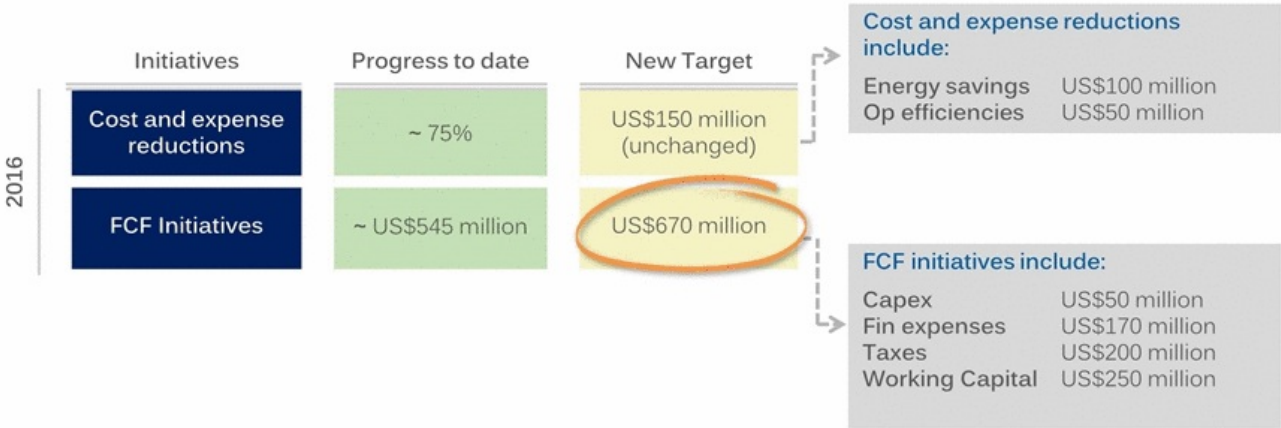 Initiatives
Progress to date
New Target
2016
Cost and expense
reductions
~ 75%
US$150 million
(unchanged)
FCF Initiatives
~ US$545 million
US$670 million
Cost and expense reductions
include:
Energy savings US$100 million
Op efficiencies US$50 million
FCF initiatives include:
Capex US$50 million
Fin expenses US$170 million
Taxes US$200 million
Working Capital US$250 million